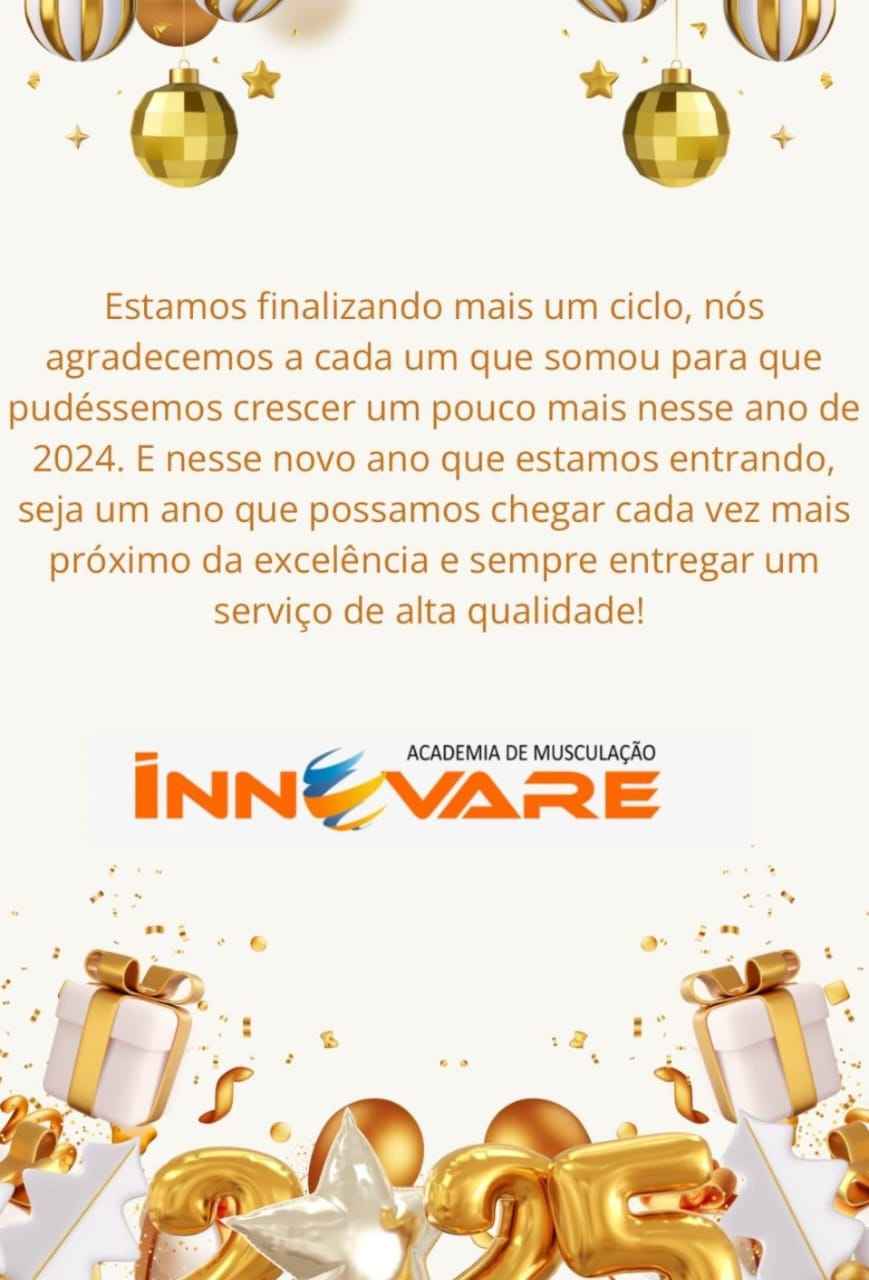 Estamos finalizando mais um ciclo, nós
agradecemos a cada um que somou para que
pudéssemos crescer um pouco mais nesse ano de
2024. E nesse novo ano que estamos entrando,
seja um ano que possamos chegar cada vez mais
próximo da excelência e sempre entregar um
serviço de alta qualidade!
ACADEMIA DE MUSCULAÇÃO
INNOVARE
2025